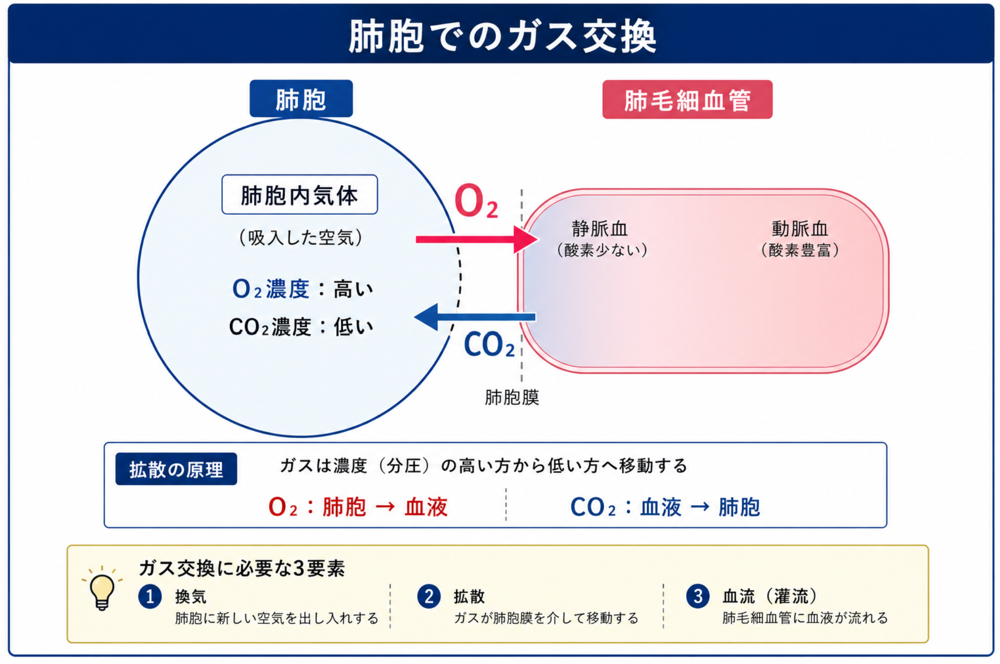 肺胞でのガス交換
肺胞
肺毛細血管
肺胞内気体
（吸入した空気）
O₂濃度：高い
CO₂濃度：低い
O₂
CO₂
肺胞膜
静脈血
（酸素少ない）
動脈血
（酸素豊富）
拡散の原理
ガスは濃度（分圧）の高い方から低い方へ移動する
O₂：肺胞 → 血液
CO₂：血液 → 肺胞
ガス交換に必要な3要素
1 換気
肺胞に新しい空気を出し入れする
2 拡散
ガスが肺胞膜を介して移動する
3 血流（灌流）
肺毛細血管に血液が流れる